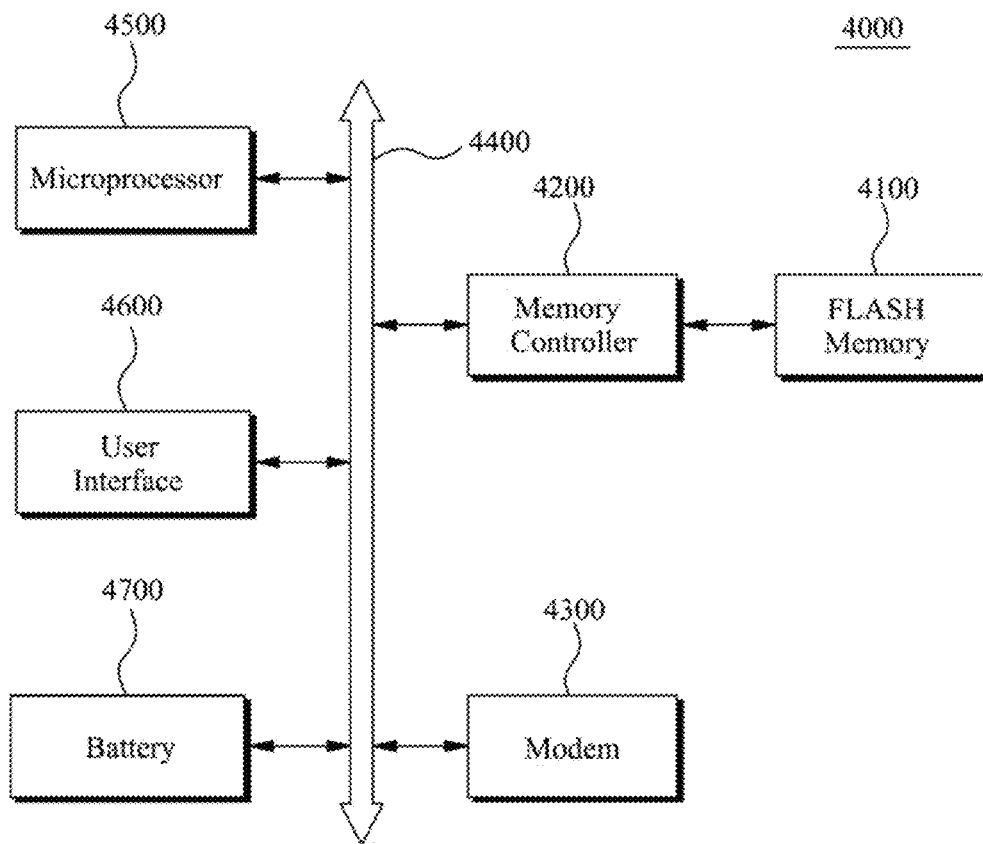 4500
4000
Microprocessor
4400
4200
4100
Memory
Controller
FLASH
Memory
4600
User
Interface
4700
4300
Battery
Modem